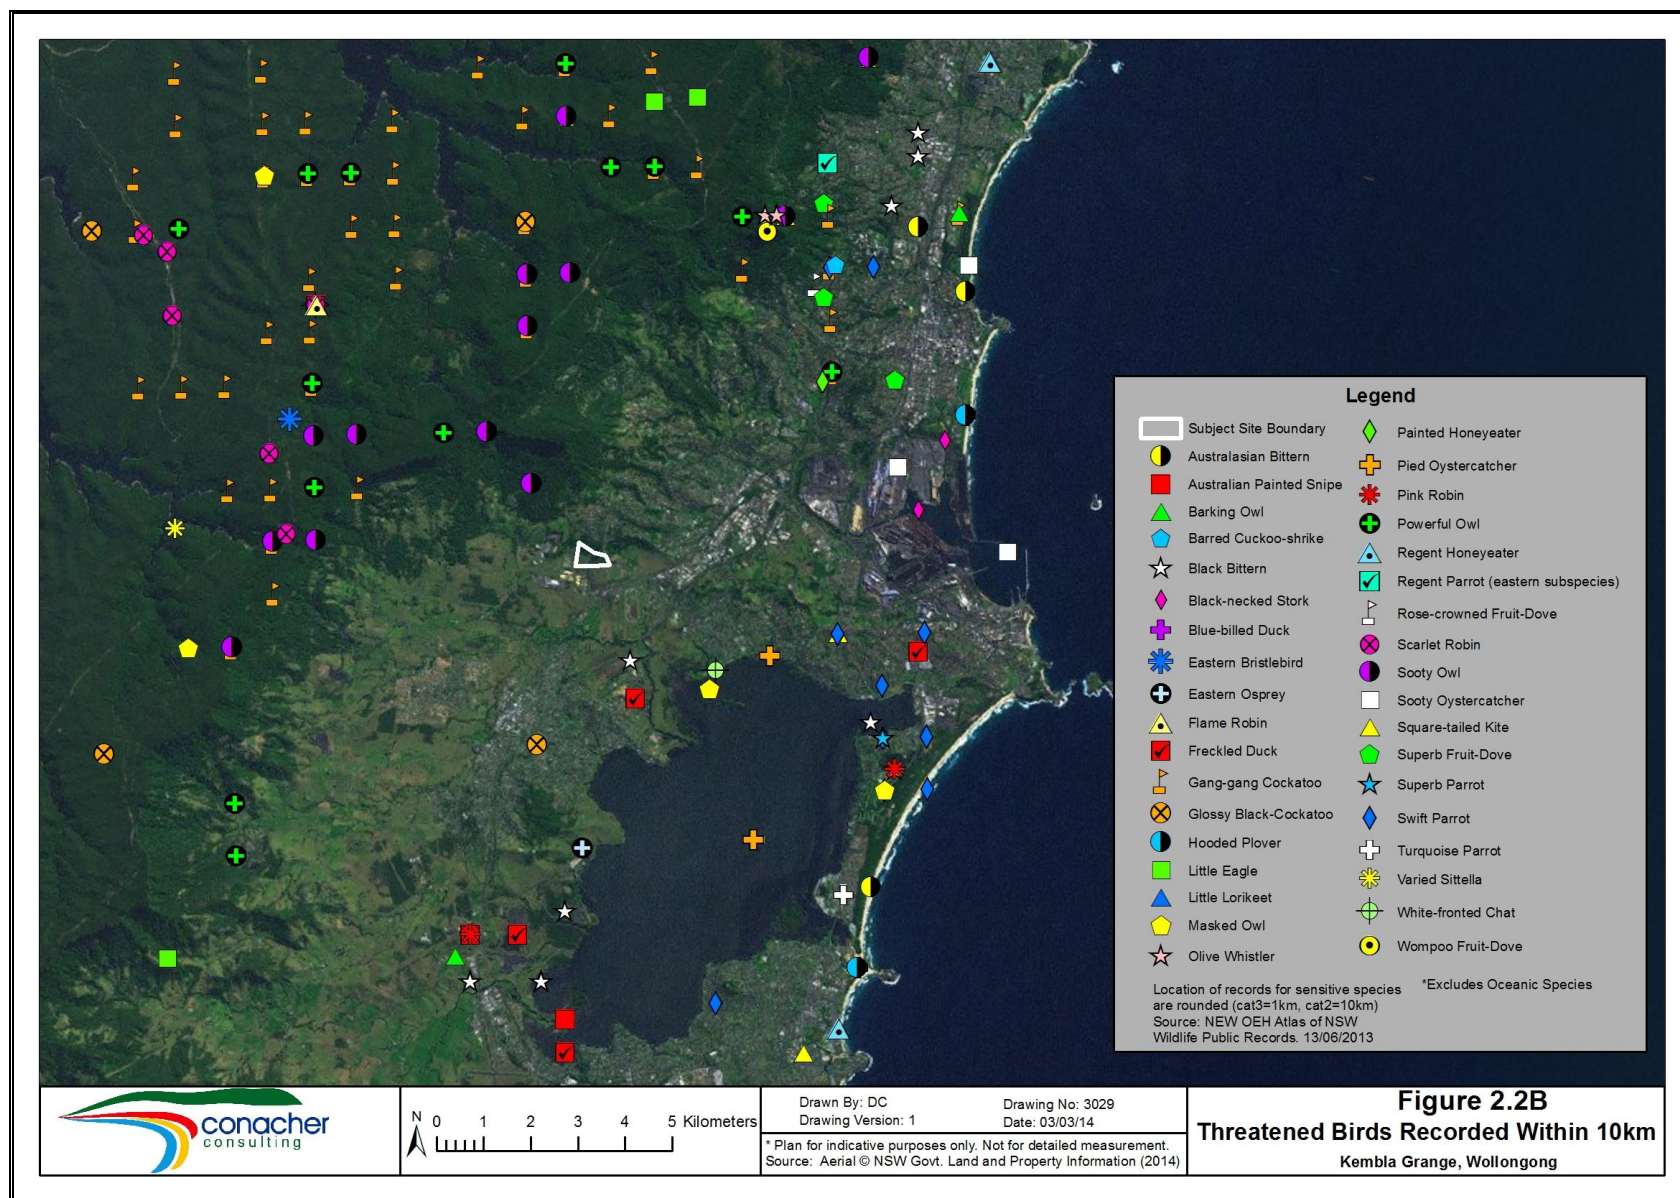 Legend
Subject Site Boundary
Australasian Bittern
Australian Painted Snipe
Barking Owl
Barred Cuckoo-shrike
Black Bittern
Black-necked Stork
Blue-billed Duck
Eastern Bristlebird
Eastern Osprey
Flame Robin
Freckled Duck
Gang-gang Cockatoo
Glossy Black-Cockatoo
Hooded Plover
Little Eagle
Little Lorikeet
Masked Owl
Olive Whistler
Painted Honeyeater
Pied Oystercatcher
Pink Robin
Powerful Owl
Regent Honeyeater
Regent Parrot (eastern subspecies)
Rose-crowned Fruit-Dove
Scarlet Robin
Sooty Owl
Sooty Oystercatcher
Square-tailed Kite
Superb Fruit-Dove
Superb Parrot
Swift Parrot
Turquoise Parrot
Varied Sittella
White-fronted Chat
Wompoo Fruit-Dove
Location of records for sensitive species
are rounded (cat3=1km, cat2=10km)
Source: NEW OEH Atlas of NSW
Wildlife Public Records. 13/06/2013
*Excludes Oceanic Species
conacher
consulting
N
0 1 2 3 4 5 Kilometers
Drawn By: DC
Drawing Version: 1
Drawing No: 3029
Date: 03/03/14
* Plan for indicative purposes only. Not for detailed measurement.
Source: Aerial © NSW Govt. Land and Property Information (2014)
Figure 2.2B
Threatened Birds Recorded Within 10km
Kembla Grange, Wollongong